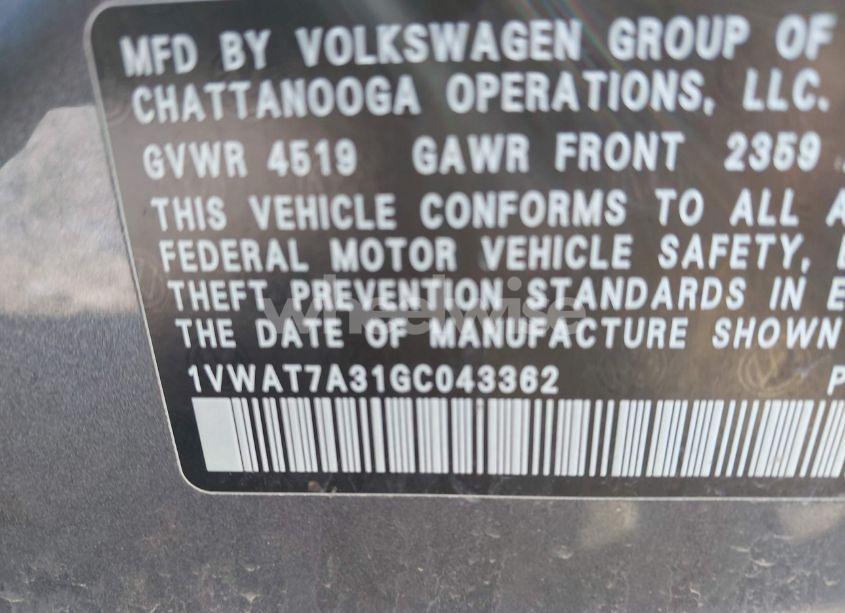 MFD BY VOLKSWAGEN GROUP OF
CHATTANOOGA OPERATIONS, LLC.
GVWR 4519 GAWR FRONT 2359
THIS VEHICLE CONFORMS TO ALL A
FEDERAL MOTOR VEHICLE SAFETY,
THEFT PREVENTION STANDARDS IN E
THE DATE OF MANUFACTURE SHOWN
1VWAT7A31GC043362 P
wheelwise